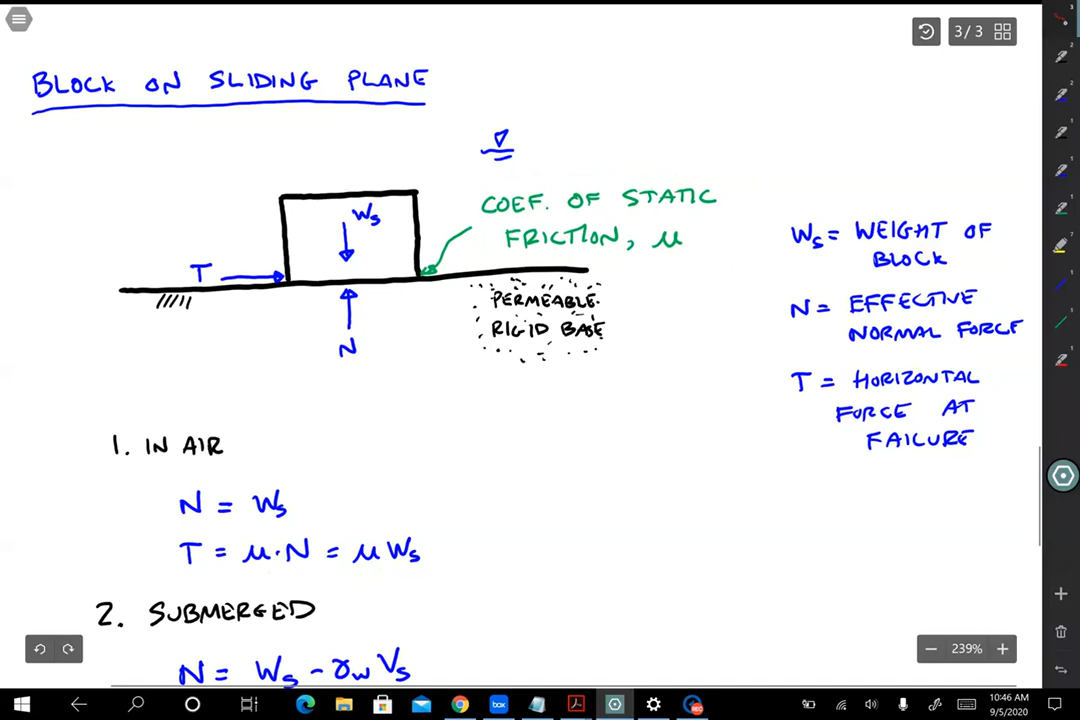 3/3
BLOCK ON SLIDING PLANE
COEF. OF STATIC
FRICTION, μ
Ws
T
N
PERMEABLE
RIGID BASE
Ws = WEIGHT OF
BLOCK
N = EFFECTIVE
NORMAL FORCE
T = HORIZONTAL
FORCE AT
FAILURE
1. IN AIR
N = Ws
T = μ·N = μWs
2. SUBMERGED
N = Ws - γw Vs
239%
box
REC
10:46 AM
9/5/2020